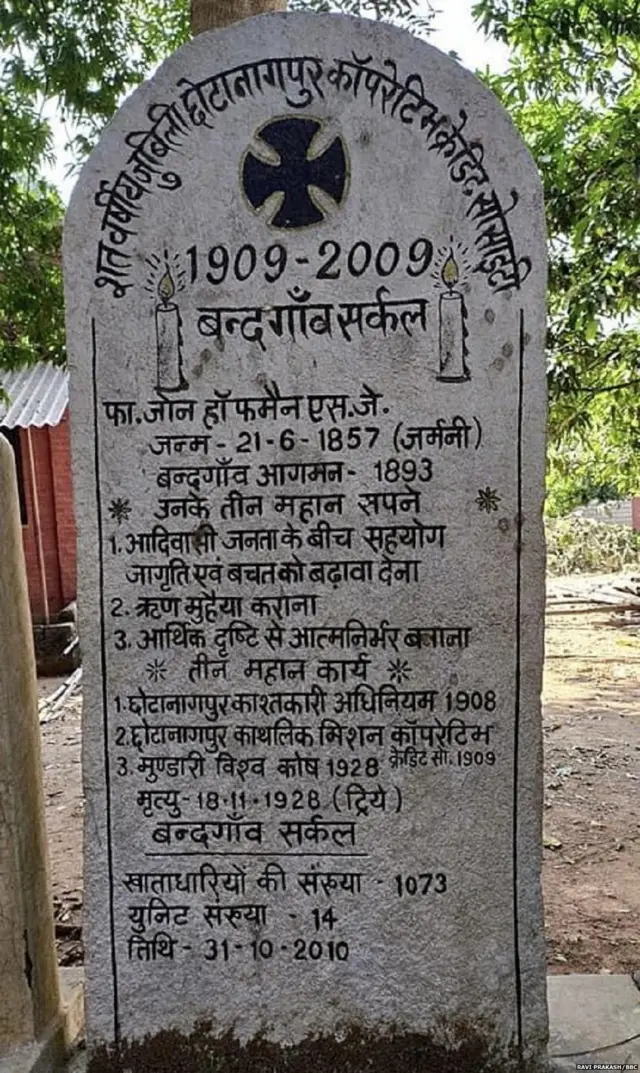 शत वर्षीय जुबिली छोटानागपुर कॉपरेटिभ क्रेडिट सोसाईटी
1909-2009
बन्दगाँव सर्कल
फा. जोन हॉफमैन एस.जे.
जन्म - 21-6-1857 (जर्मनी)
बन्दगाँव आगमन - 1893
* उनके तीन महान सपने *
1. आदिवासी जनता के बीच सहयोग
जागृति एवं बचत को बढ़ावा देना
2. ऋण मुहैया कराना
3. आर्थिक दृष्टि से आत्मनिर्भर बनाना
* तीन महान कार्य *
1. छोटानागपुर काश्तकारी अधिनियम 1908
2. छोटानागपुर काथलिक मिशन कॉपरेटिभ
क्रेडिट सो. 1909
3. मुण्डारी विश्व कोष 1928
मृत्यु - 18.11.1928 (ट्रिये)
बन्दगाँव सर्कल
खाताधारियों की संख्या - 1073
युनिट संख्या - 14
तिथि - 31-10-2010
RAVI PRAKASH/BBC